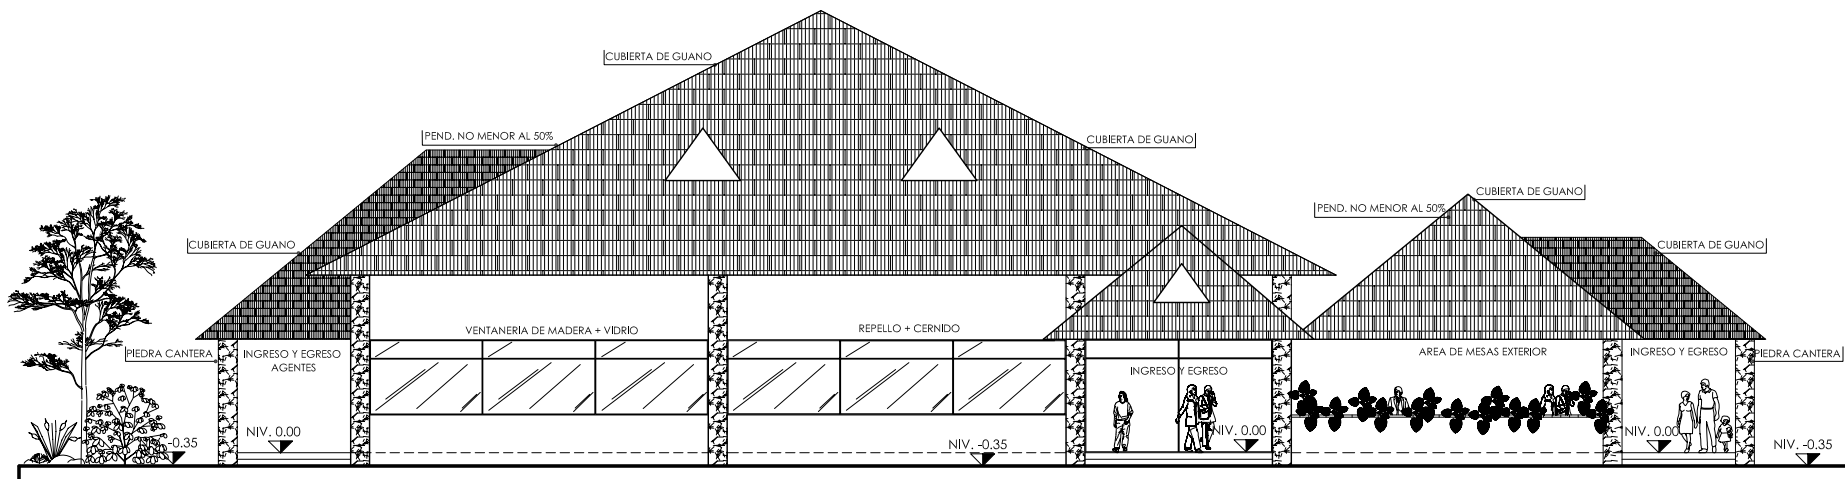 CUBIERTA DE GUANO
PEND. NO MENOR AL 50%
CUBIERTA DE GUANO
CUBIERTA DE GUANO
PEND. NO MENOR AL 50%
CUBIERTA DE GUANO
CUBIERTA DE GUANO
VENTANERIA DE MADERA + VIDRIO
REPELLO + CERNIDO
PIEDRA CANTERA
INGRESO Y EGRESO
AGENTES
AREA DE MESAS EXTERIOR
INGRESO Y EGRESO
PIEDRA CANTERA
INGRESO Y EGRESO
NIV. 0.00
NIV. 0.00
NIV. 0.00
-0.35
NIV. -0.35
NIV. -0.35